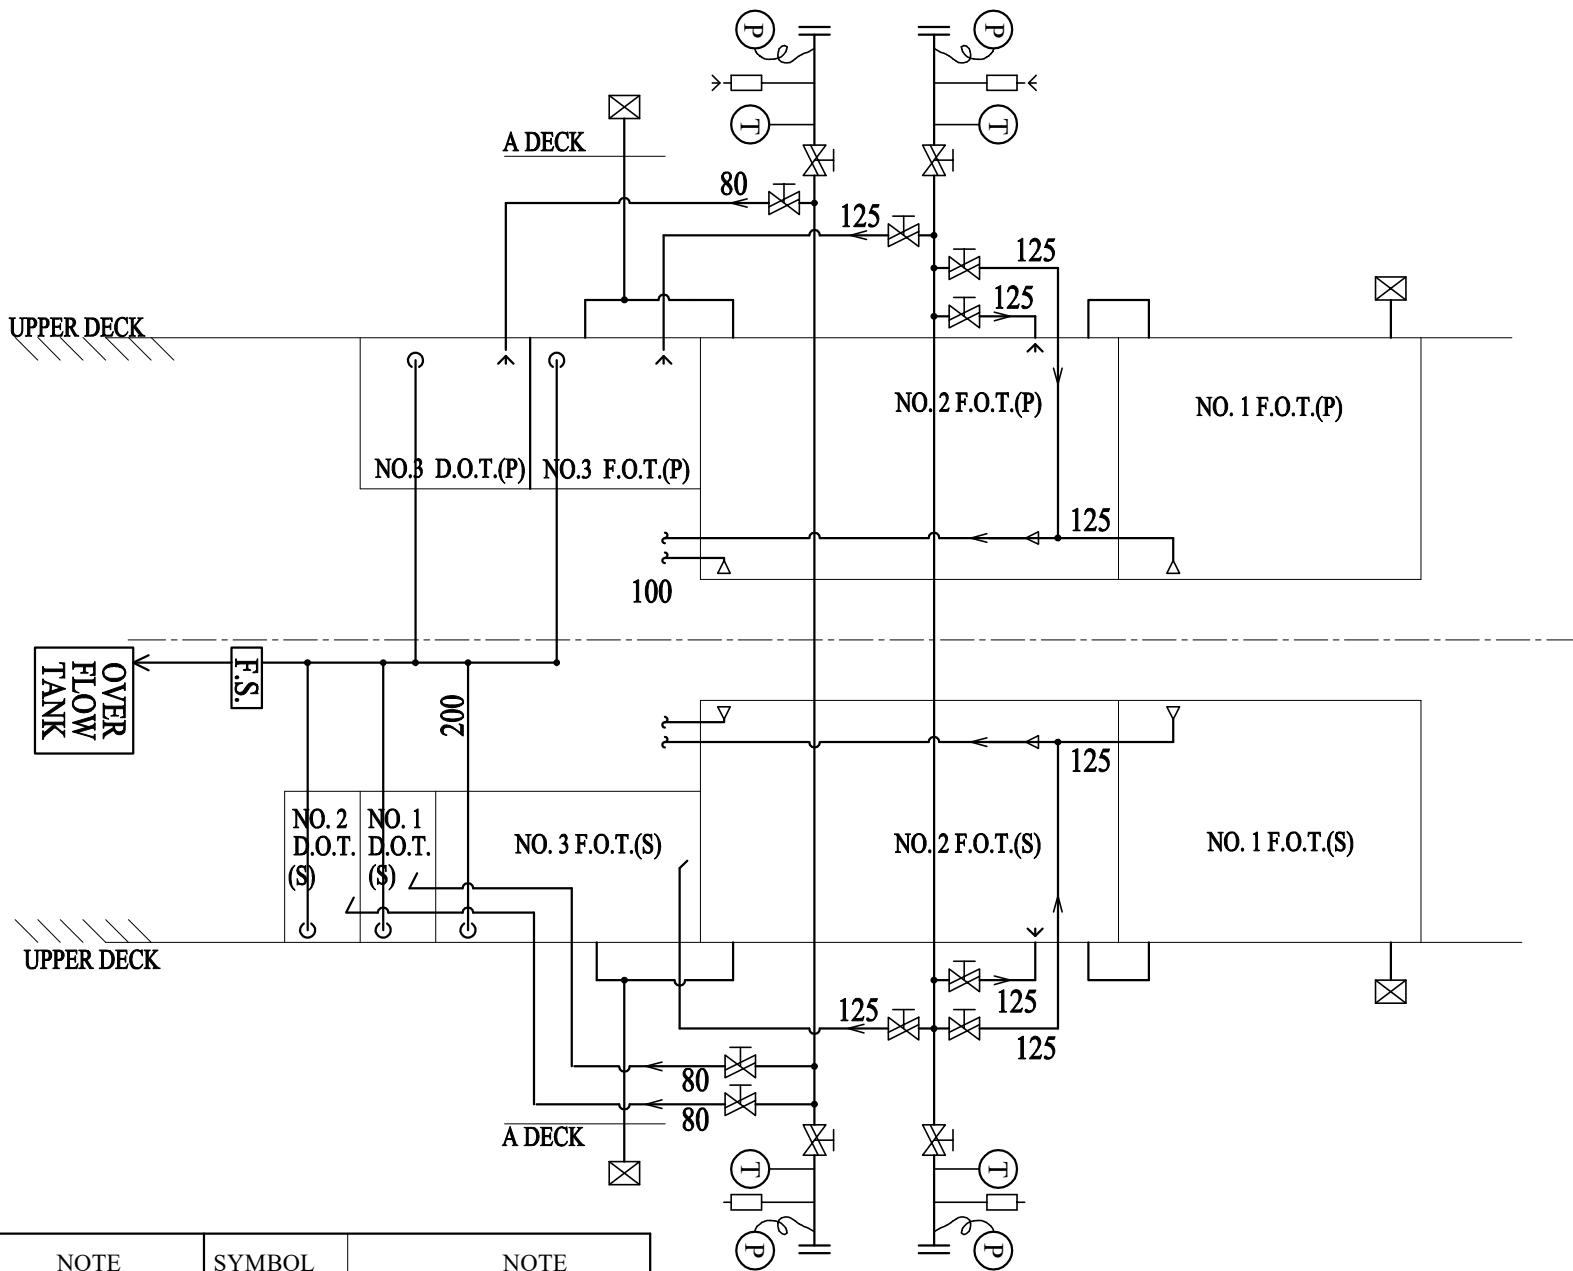 P
P
T
T
A DECK
80
125
125
125
UPPER DECK
NO. 2 F.O.T.(P)
NO. 1 F.O.T.(P)
NO.3 D.O.T.(P)
NO.3 F.O.T.(P)
125
100
OVER
FLOW
TANK
F.S.
200
125
NO. 2
D.O.T.
(S)
NO. 1
D.O.T.
(S)
NO. 3 F.O.T.(S)
NO. 2 F.O.T.(S)
NO. 1 F.O.T.(S)
UPPER DECK
125
125
125
80
80
A DECK
T
T
P
P
NOTE
SYMBOL
NOTE